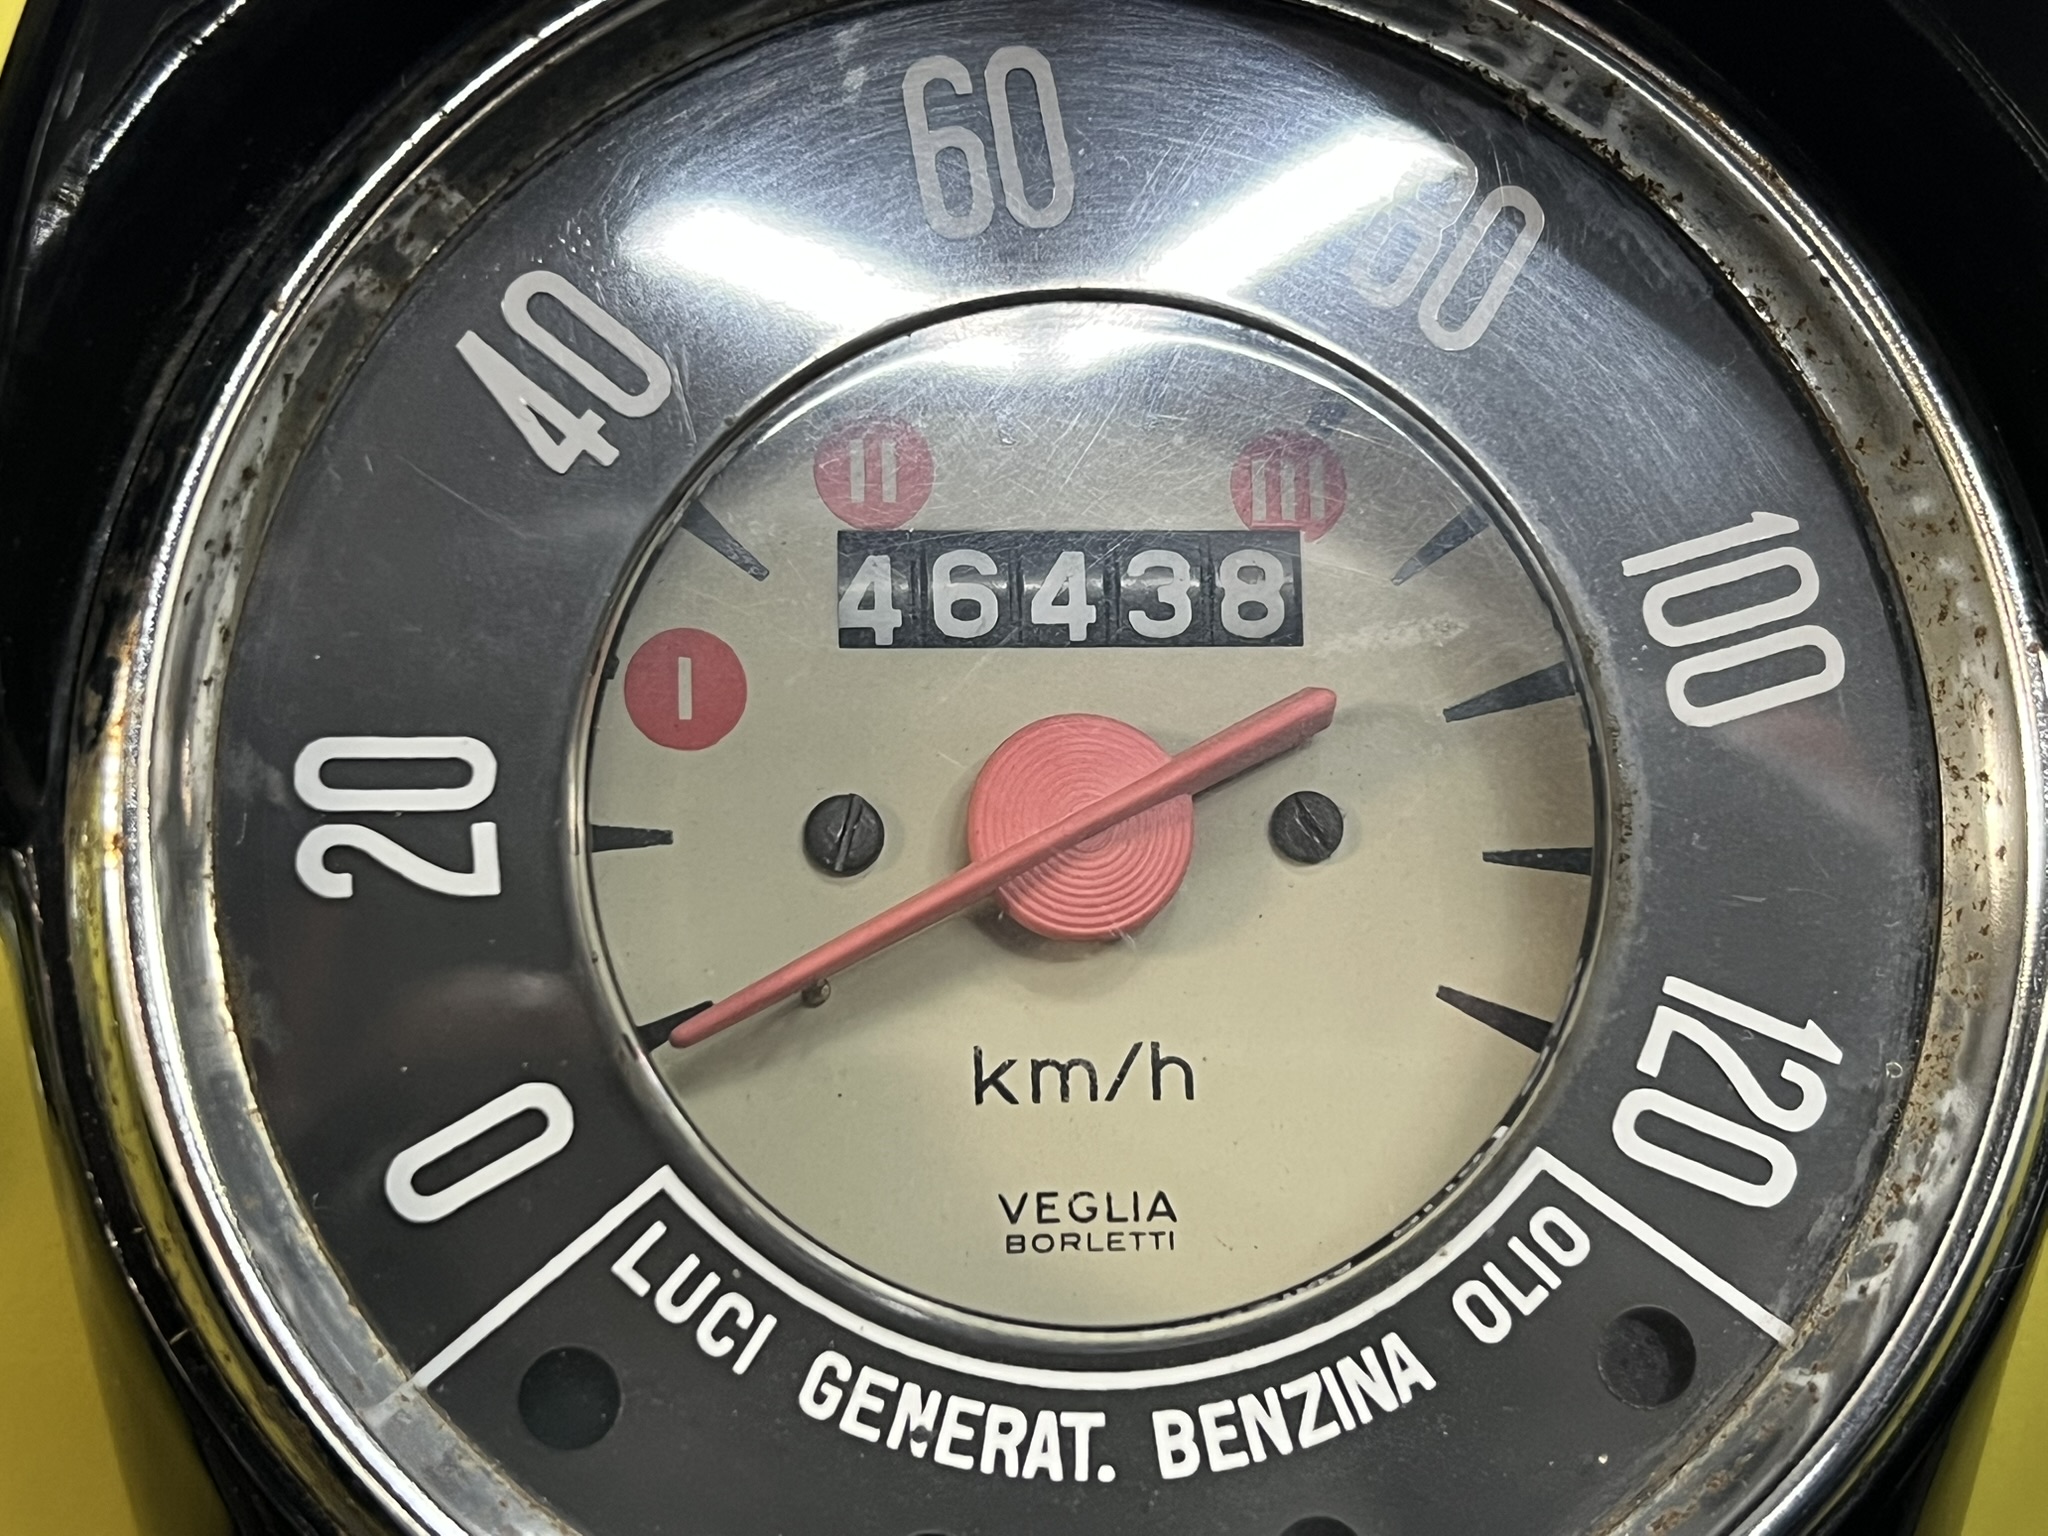 0
20
40
60
80
100
120
I
II
III
46438
km/h
VEGLIA
BORLETTI
LUCI GENERAT. BENZINA OLIO